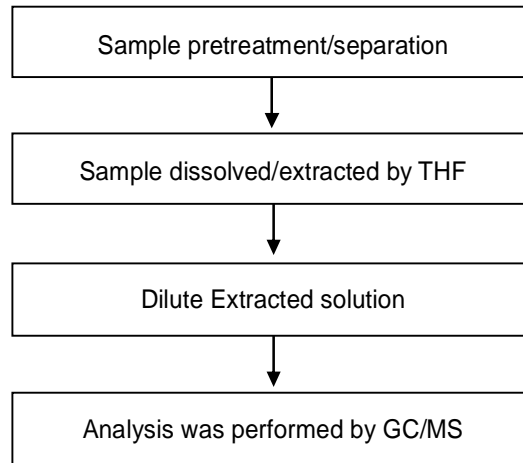 Sample pretreatment/separation
Sample dissolved/extracted by THF
Dilute Extracted solution
Analysis was performed by GC/MS